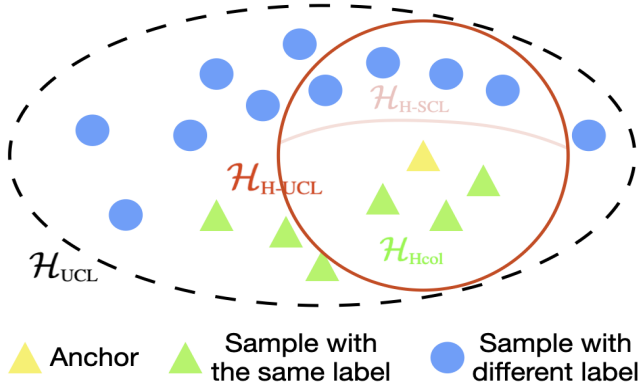 ℋH-SCL
ℋH-UCL
ℋHcol
ℋUCL
Anchor
Sample with
the same label
Sample with
different label